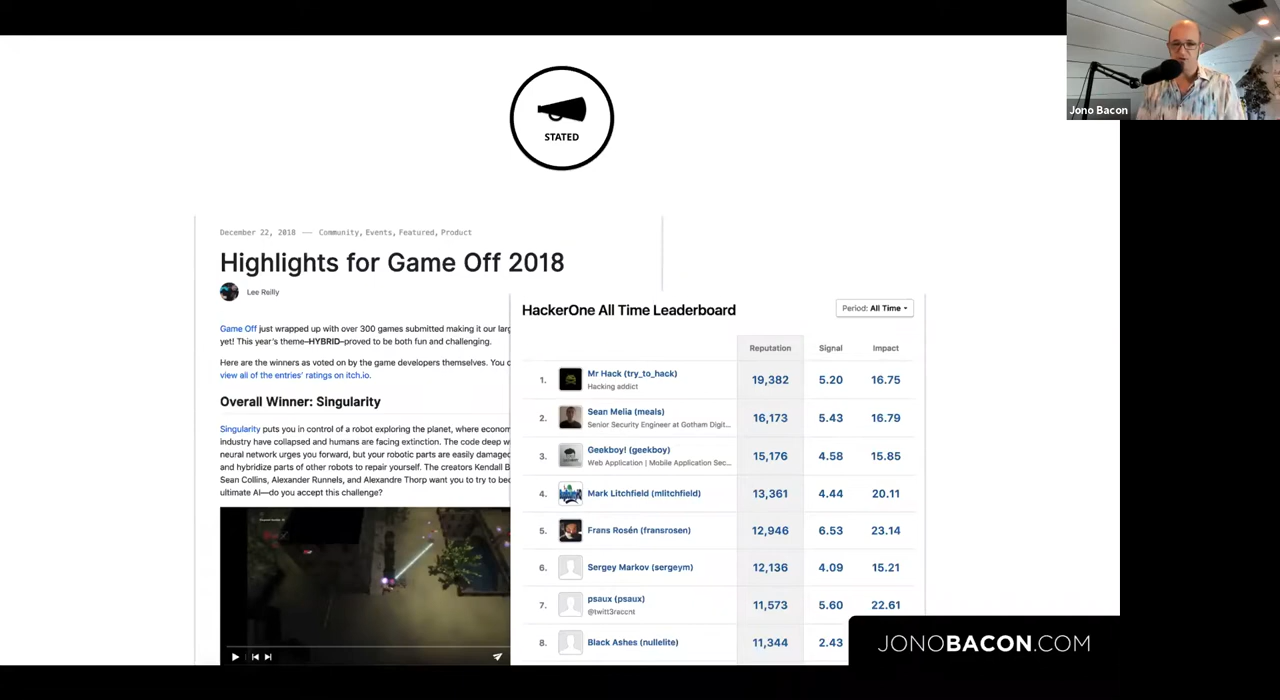 Jono Bacon
STATED
December 22, 2018 — Community, Events, Featured, Product
Highlights for Game Off 2018
Lee Reilly
Game Off just wrapped up with over 300 games submitted making it our
yet! This year's theme—HYBRID—proved to be both fun and challenging.
Here are the winners as voted on by the game developers themselves. You
view all of the entries' ratings on itch.io.
Overall Winner: Singularity
Singularity puts you in control of a robot exploring the planet, where
industry have collapsed and humans are facing extinction. The code deep
neural network urges you forward, but your robotic parts are easily damaged
and hybridize parts of other robots to repair yourself. The creators Kendall B
Sean Collins, Alexander Runnels, and Alexandre Thorp want you to try to
ultimate AI—do you accept this challenge?
HackerOne All Time Leaderboard
Period: All Time
Reputation Signal Impact
1. Mr Hack (try_to_hack) 19,382 5.20 16.75
Hacking addict
2. Sean Melia (meals) 16,173 5.43 16.79
Senior Security Engineer at Gotham Digit...
3. Geekboy! (geekboy) 15,176 4.58 15.85
Web Application | Mobile Application Sec...
4. Mark Litchfield (mlitchfield) 13,361 4.44 20.11
5. Frans Rosén (fransrosen) 12,946 6.53 23.14
6. Sergey Markov (sergeym) 12,136 4.09 15.21
7. psaux (psaux) 11,573 5.60 22.61
@twitt3raccnt
8. Black Ashes (nullelite) 11,344 2.43
JONOBACON.COM